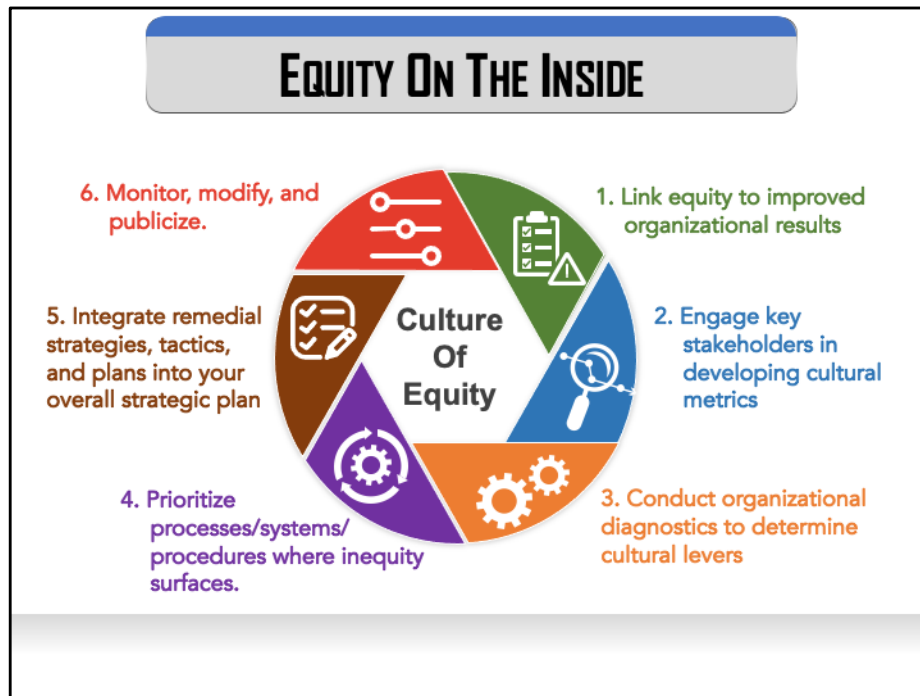 EQUITY ON THE INSIDE
6. Monitor, modify, and
publicize.
1. Link equity to improved
organizational results
5. Integrate remedial
strategies, tactics,
and plans into your
overall strategic plan
Culture
Of
Equity
2. Engage key
stakeholders in
developing cultural
metrics
4. Prioritize
processes/systems/
procedures where inequity
surfaces.
3. Conduct organizational
diagnostics to determine
cultural levers